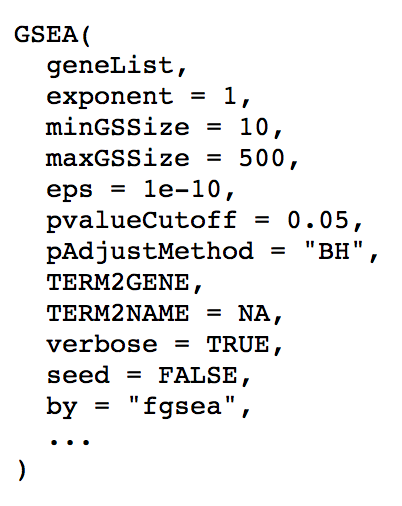 GSEA(
  geneList,
  exponent = 1,
  minGSSize = 10,
  maxGSSize = 500,
  eps = 1e-10,
  pvalueCutoff = 0.05,
  pAdjustMethod = "BH",
  TERM2GENE,
  TERM2NAME = NA,
  verbose = TRUE,
  seed = FALSE,
  by = "fgsea",
  ...
)